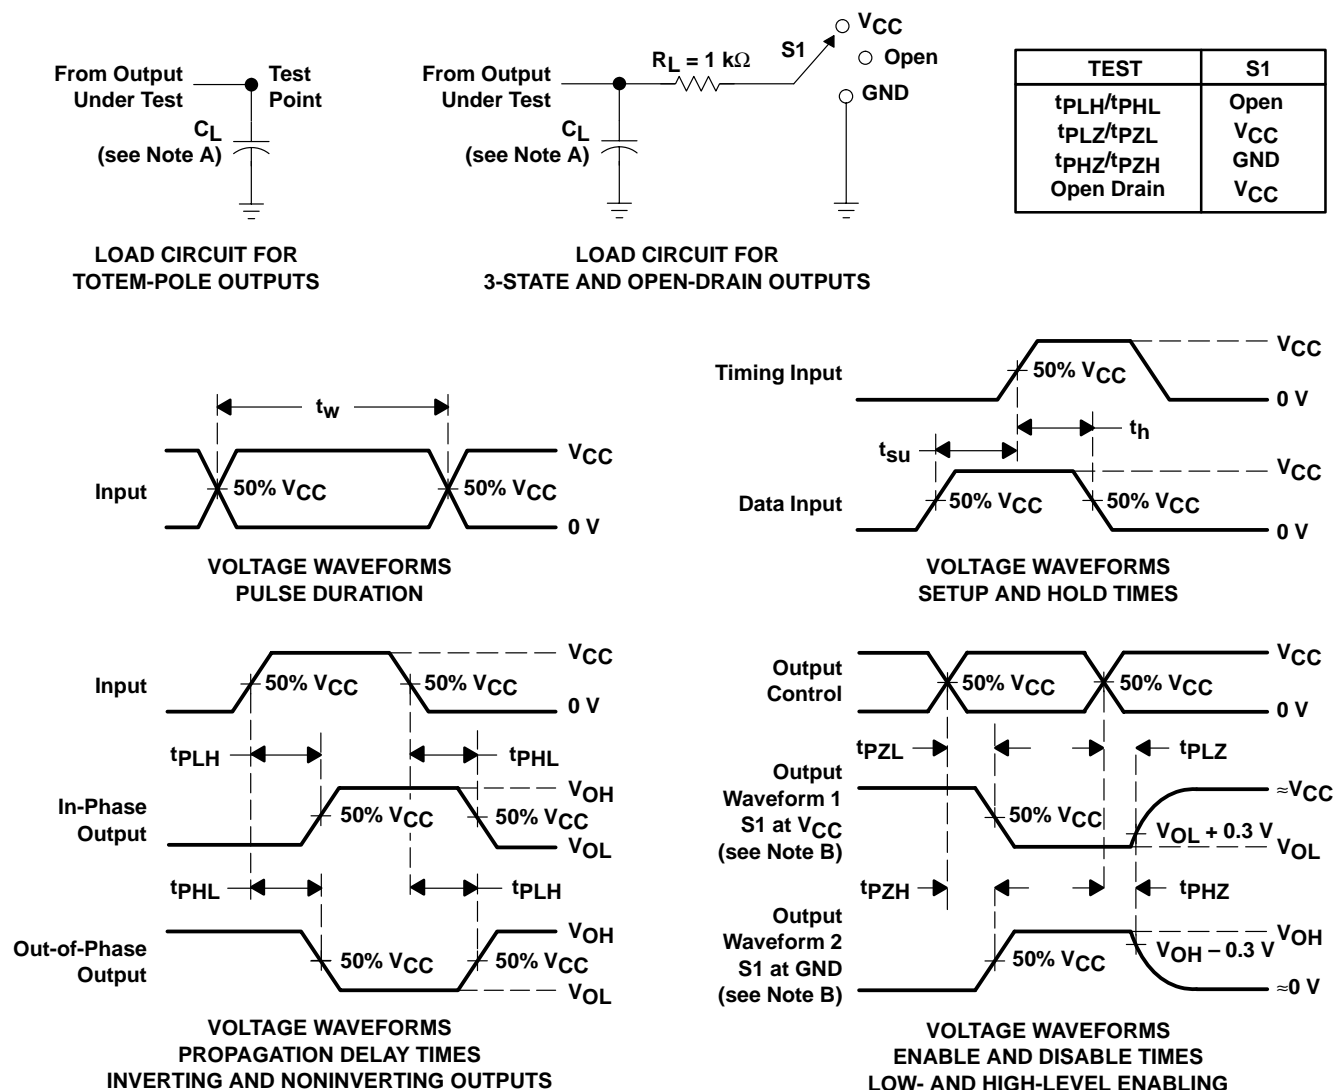 From Output
Under Test
Test
Point
CL
(see Note A)
LOAD CIRCUIT FOR
TOTEM-POLE OUTPUTS
From Output
Under Test
RL = 1 kΩ
S1
VCC
Open
GND
CL
(see Note A)
LOAD CIRCUIT FOR
3-STATE AND OPEN-DRAIN OUTPUTS
TEST S1
tPLH/tPHL Open
tPLZ/tPZL VCC
tPHZ/tPZH GND
Open Drain VCC
tw
Input
50% VCC
50% VCC
VCC
0 V
VOLTAGE WAVEFORMS
PULSE DURATION
Timing Input
50% VCC
VCC
0 V
tsu
th
Data Input
50% VCC
50% VCC
VCC
0 V
VOLTAGE WAVEFORMS
SETUP AND HOLD TIMES
Input
50% VCC
50% VCC
VCC
0 V
tPLH
tPHL
In-Phase
Output
50% VCC
50% VCC
VOH
VOL
tPHL
tPLH
Out-of-Phase
Output
50% VCC
50% VCC
VOH
VOL
VOLTAGE WAVEFORMS
PROPAGATION DELAY TIMES
INVERTING AND NONINVERTING OUTPUTS
Output
Control
50% VCC
50% VCC
VCC
0 V
tPZL
tPLZ
Output
Waveform 1
S1 at VCC
(see Note B)
50% VCC
≈VCC
VOL + 0.3 V
VOL
tPZH
tPHZ
Output
Waveform 2
S1 at GND
(see Note B)
50% VCC
VOH
VOH − 0.3 V
≈0 V
VOLTAGE WAVEFORMS
ENABLE AND DISABLE TIMES
LOW- AND HIGH-LEVEL ENABLING